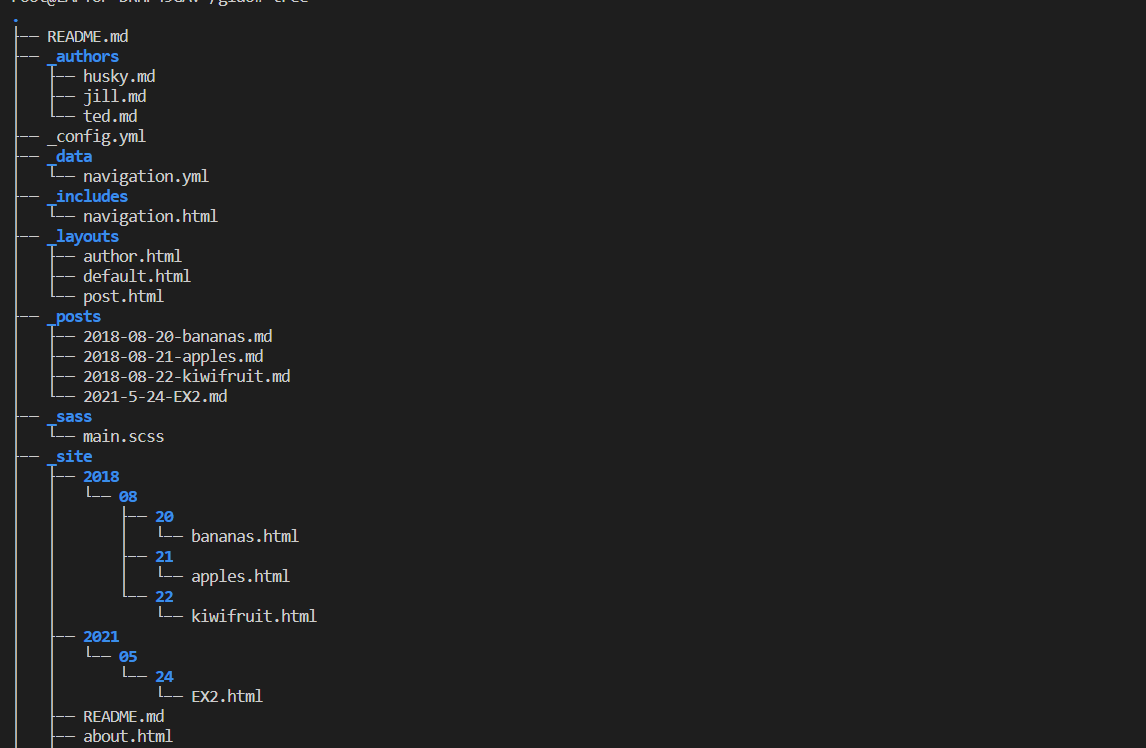 .
├── README.md
├── _authors
│   ├── husky.md
│   ├── jill.md
│   └── ted.md
├── _config.yml
├── _data
│   └── navigation.yml
├── _includes
│   └── navigation.html
├── _layouts
│   ├── author.html
│   ├── default.html
│   └── post.html
├── _posts
│   ├── 2018-08-20-bananas.md
│   ├── 2018-08-21-apples.md
│   ├── 2018-08-22-kiwifruit.md
│   └── 2021-5-24-EX2.md
├── _sass
│   └── main.scss
├── _site
│   ├── 2018
│   │   └── 08
│   │       ├── 20
│   │       │   └── bananas.html
│   │       ├── 21
│   │       │   └── apples.html
│   │       └── 22
│   │           └── kiwifruit.html
│   ├── 2021
│   │   └── 05
│   │       └── 24
│   │           └── EX2.html
│   ├── README.md
│   ├── about.html